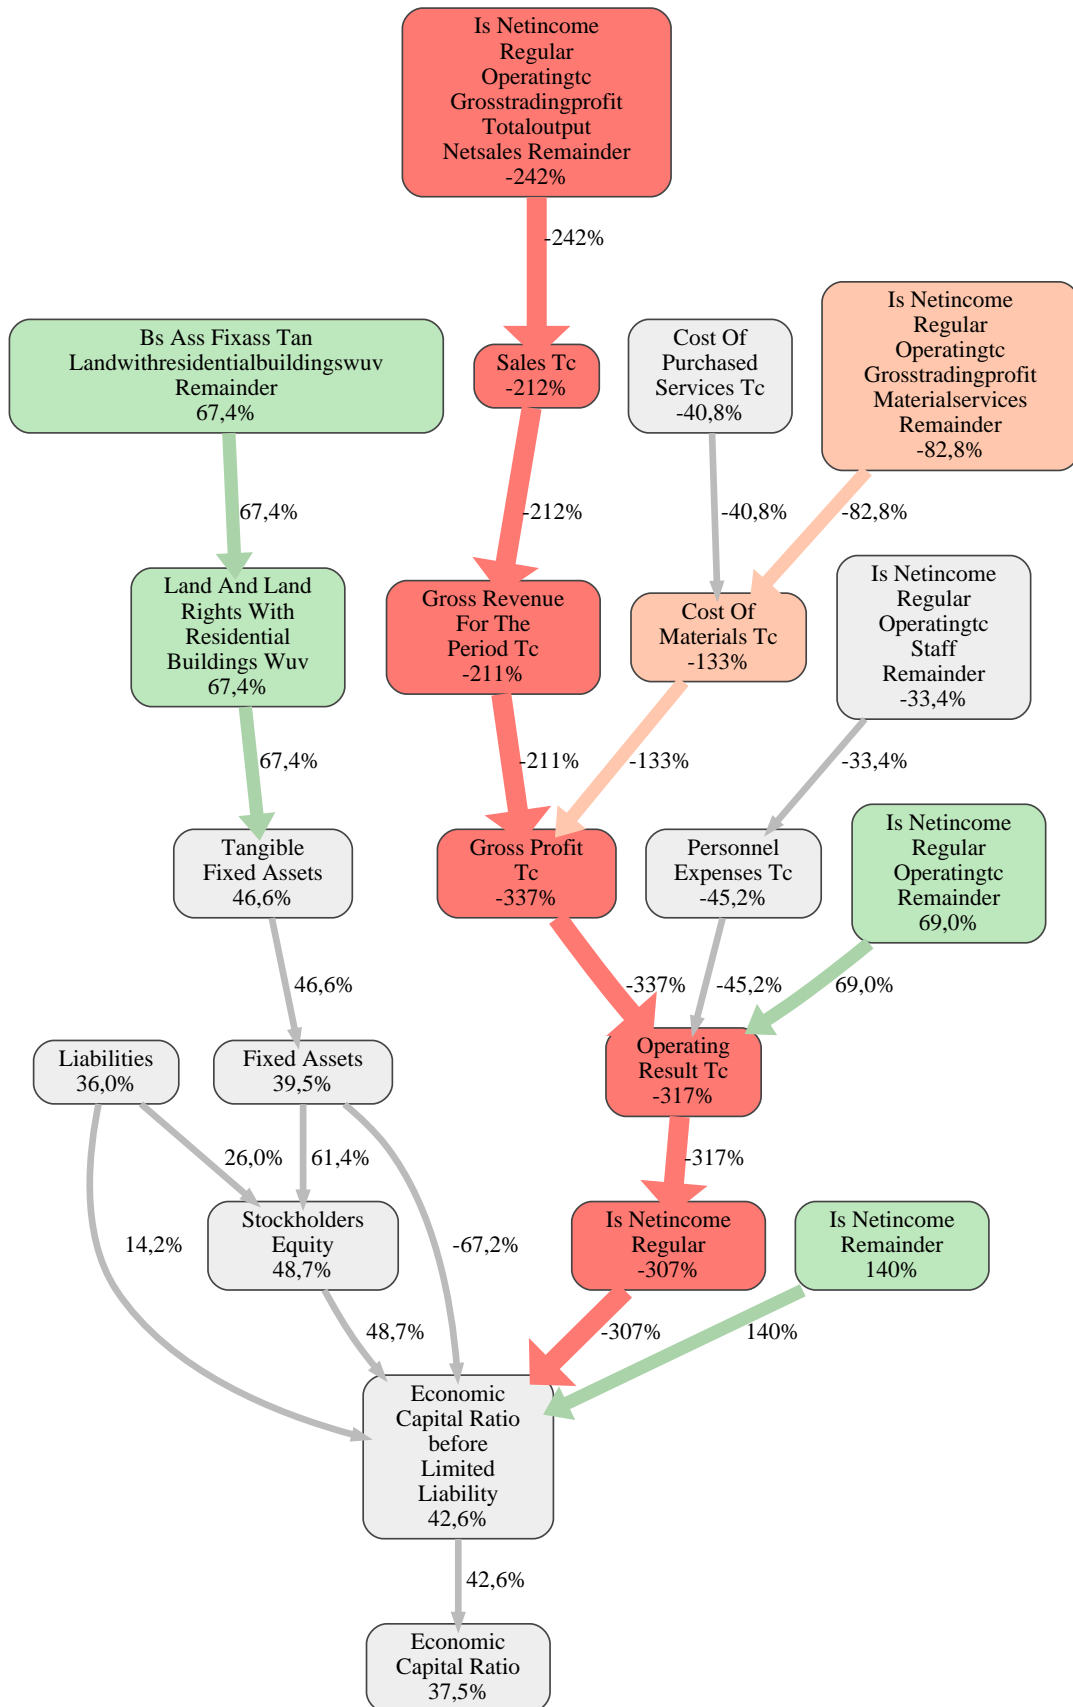 Is Netincome
Regular
Operatingtc
Grosstradingprofit
Totaloutput
Netsales Remainder
-242%
-242%
Bs Ass Fixass Tan
Landwithresidentialbuildingswuv
Remainder
67,4%
Sales Tc
-212%
Cost Of
Purchased
Services Tc
-40,8%
Is Netincome
Regular
Operatingtc
Grosstradingprofit
Materialservices
Remainder
-82,8%
67,4%
-212%
-40,8%
-82,8%
Land And Land
Rights With
Residential
Buildings Wuv
67,4%
Gross Revenue
For The
Period Tc
-211%
Cost Of
Materials Tc
-133%
Is Netincome
Regular
Operatingtc
Staff
Remainder
-33,4%
67,4%
-211%
-133%
-33,4%
Tangible
Fixed Assets
46,6%
Gross Profit
Tc
-337%
Personnel
Expenses Tc
-45,2%
Is Netincome
Regular
Operatingtc
Remainder
69,0%
46,6%
-337%
-45,2%
69,0%
Liabilities
36,0%
Fixed Assets
39,5%
Operating
Result Tc
-317%
26,0%
61,4%
-317%
14,2%
Stockholders
Equity
48,7%
-67,2%
Is Netincome
Regular
-307%
Is Netincome
Remainder
140%
48,7%
-307%
140%
Economic
Capital Ratio
before
Limited
Liability
42,6%
42,6%
Economic
Capital Ratio
37,5%